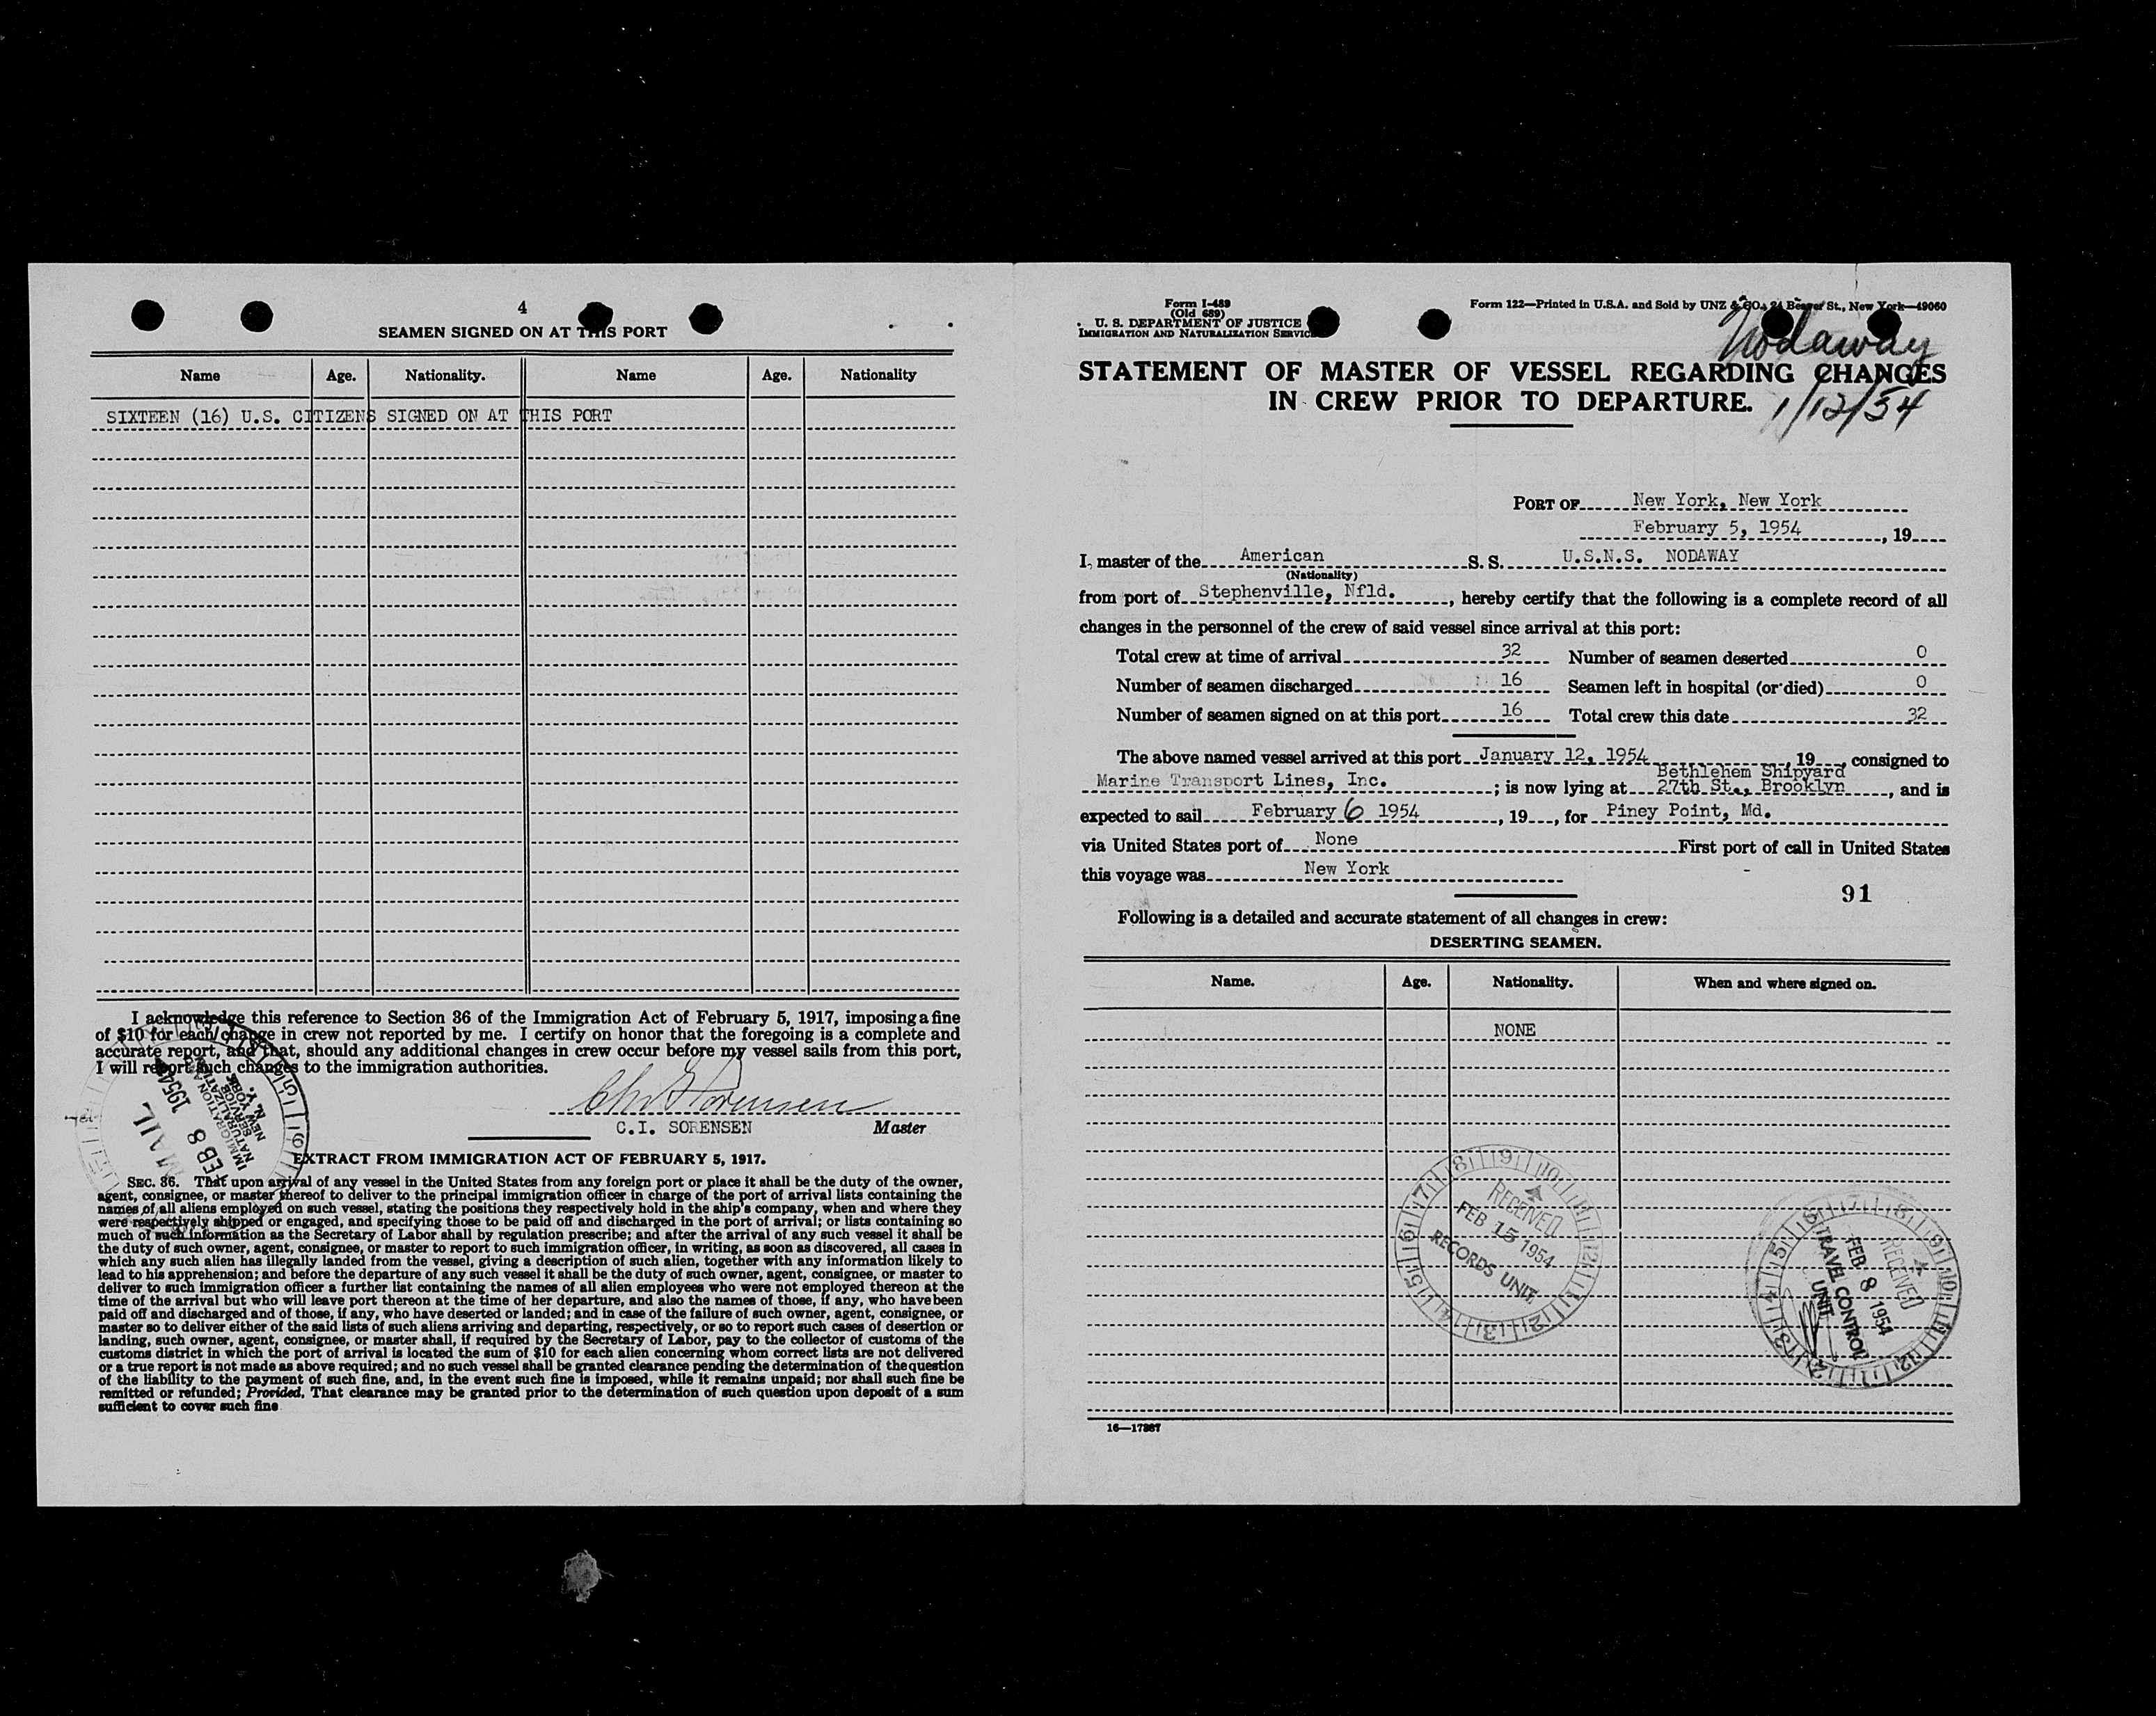 4
SEAMEN SIGNED ON AT THIS PORT
Name Age. Nationality. Name Age. Nationality
SIXTEEN (16) U.S. CITIZENS SIGNED ON AT THIS PORT
I acknowledge this reference to Section 36 of the Immigration Act of February 5, 1917, imposing a fine
of $10 for each change in crew not reported by me. I certify on honor that the foregoing is a complete and
accurate report, and that, should any additional changes in crew occur before my vessel sails from this port,
I will report such changes to the immigration authorities.
C.I. SORENSEN Master
MAIL
FEB 8 1954
IMMIGRATION AND
NATURALIZATION
SERVICE
NEW YORK
N. Y.
EXTRACT FROM IMMIGRATION ACT OF FEBRUARY 5, 1917.
SEC. 36. That upon arrival of any vessel in the United States from any foreign port or place it shall be the duty of the owner,
agent, consignee, or master thereof to deliver to the principal immigration officer in charge of the port of arrival lists containing the
names of all aliens employed on such vessel, stating the positions they respectively hold in the ship's company, when and where they
were respectively shipped or engaged, and specifying those to be paid off and discharged in the port of arrival; or lists containing so
much of such information as the Secretary of Labor shall by regulation prescribe; and after the arrival of any such vessel it shall be
the duty of such owner, agent, consignee, or master to report to such immigration officer, in writing, as soon as discovered, all cases in
which any such alien has illegally landed from the vessel, giving a description of such alien, together with any information likely to
lead to his apprehension; and before the departure of any such vessel it shall be the duty of such owner, agent, consignee, or master to
deliver to such immigration officer a further list containing the names of all alien employees who were not employed thereon at the
time of the arrival but who will leave port thereon at the time of her departure, and also the names of those, if any, who have been
paid off and discharged and of those, if any, who have deserted or landed; and in case of the failure of such owner, agent, consignee, or
master so to deliver either of the said lists of such aliens arriving and departing, respectively, or so to report such cases of desertion or
landing, such owner, agent, consignee, or master shall, if required by the Secretary of Labor, pay to the collector of customs of the
customs district in which the port of arrival is located the sum of $10 for each alien concerning whom correct lists are not delivered
or a true report is not made as above required; and no such vessel shall be granted clearance pending the determination of the question
of the liability to the payment of such fine, and, in the event such fine is imposed, while it remains unpaid; nor shall such fine be
remitted or refunded; Provided, That clearance may be granted prior to the determination of such question upon deposit of a sum
sufficient to cover such fine
Form I-489
(Old 689)
U. S. DEPARTMENT OF JUSTICE
IMMIGRATION AND NATURALIZATION SERVICE
Form 122—Printed in U.S.A. and Sold by UNZ & CO., 24 Beaver St., New York—49060
Nodaway
STATEMENT OF MASTER OF VESSEL REGARDING CHANGES
IN CREW PRIOR TO DEPARTURE.
1/12/54
PORT OF New York, New York
February 5, 1954, 19
I, master of the American S. S. U.S.N.S. NODAWAY
(Nationality)
from port of Stephenville, Nfld., hereby certify that the following is a complete record of all
changes in the personnel of the crew of said vessel since arrival at this port:
Total crew at time of arrival 32 Number of seamen deserted 0
Number of seamen discharged 16 Seamen left in hospital (or died) 0
Number of seamen signed on at this port 16 Total crew this date 32
The above named vessel arrived at this port January 12, 1954, 19, consigned to
Marine Transport Lines, Inc.; is now lying at Bethlehem Shipyard 27th St., Brooklyn, and is
expected to sail February 6 1954, 19, for Piney Point, Md.
via United States port of None First port of call in United States
this voyage was New York
91
Following is a detailed and accurate statement of all changes in crew:
DESERTING SEAMEN.
Name. Age. Nationality. When and where signed on.
NONE
RECEIVED
FEB 15 1954
RECORDS UNIT
RECEIVED
FEB 8 1954
TRAVEL CONTROL
UNIT
16—17267